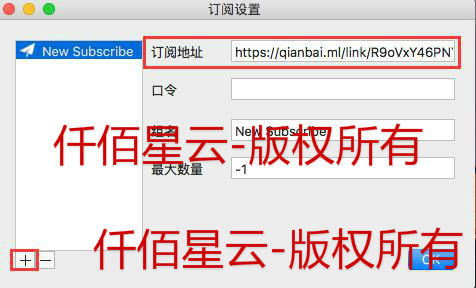 订阅设置
New Subscribe
订阅地址
https://qianbai.ml/link/R9oVxY46PN
口令
组名
New Subscribe
最大数量
-1
仟佰星云-版权所有
仟佰星云-版权所有
+
−
OK